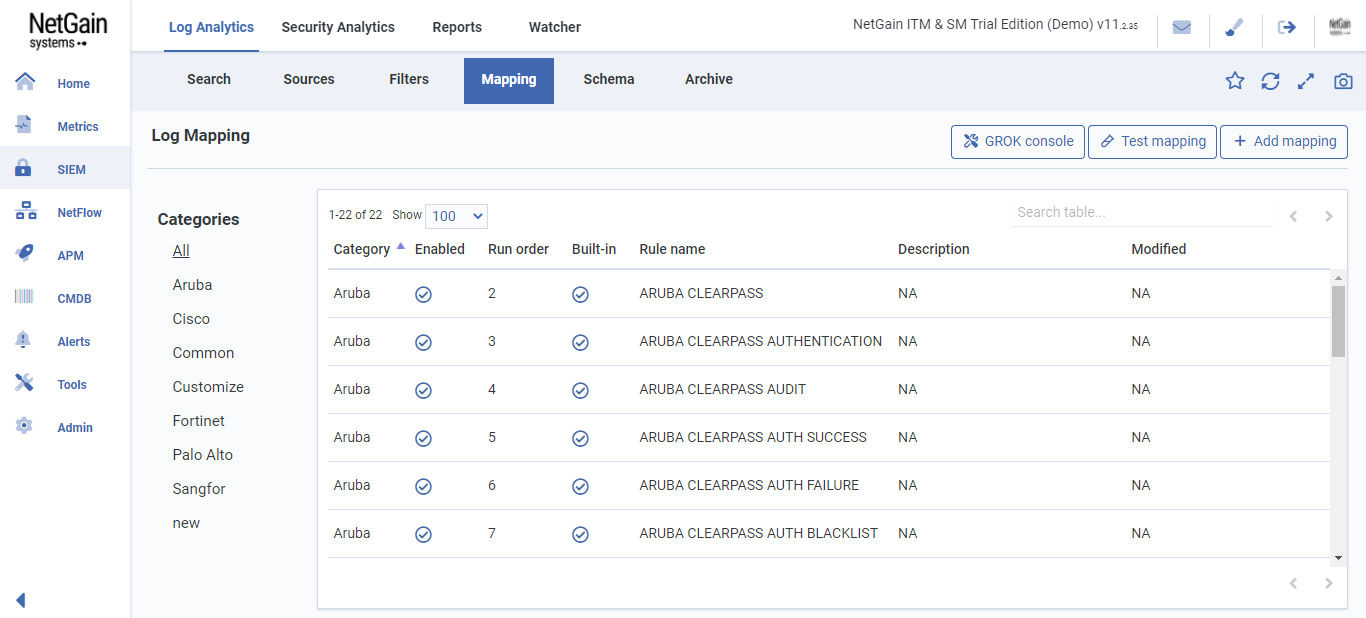 NetGain
systems
Log Analytics Security Analytics Reports Watcher
NetGain ITM & SM Trial Edition (Demo) v11.2.35
NetGain
Home
Metrics
SIEM
NetFlow
APM
CMDB
Alerts
Tools
Admin
Search Sources Filters Mapping Schema Archive
Log Mapping
GROK console Test mapping + Add mapping
Categories
All
Aruba
Cisco
Common
Customize
Fortinet
Palo Alto
Sangfor
new
1-22 of 22 Show 100 Search table...
Category Enabled Run order Built-in Rule name Description Modified
Aruba 2 ARUBA CLEARPASS NA NA
Aruba 3 ARUBA CLEARPASS AUTHENTICATION NA NA
Aruba 4 ARUBA CLEARPASS AUDIT NA NA
Aruba 5 ARUBA CLEARPASS AUTH SUCCESS NA NA
Aruba 6 ARUBA CLEARPASS AUTH FAILURE NA NA
Aruba 7 ARUBA CLEARPASS AUTH BLACKLIST NA NA